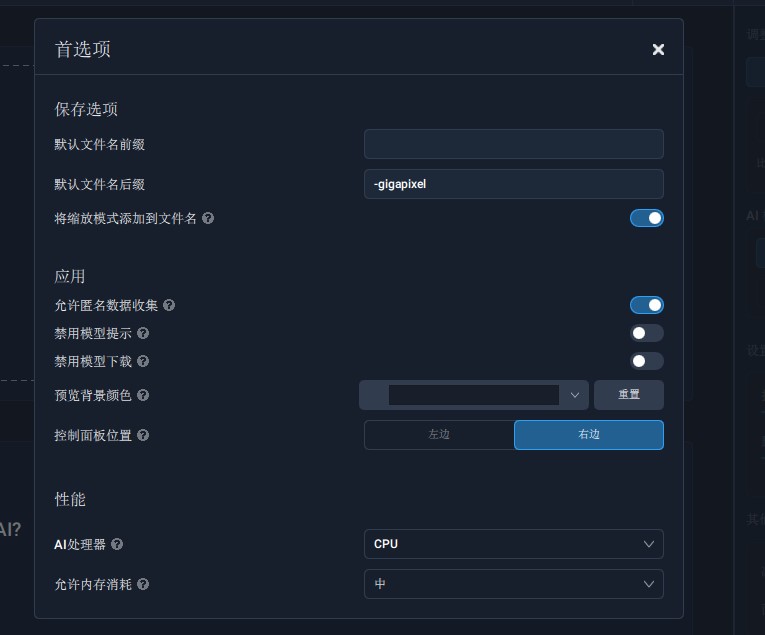 首选项
保存选项
默认文件名前缀
默认文件名后缀
-gigapixel
将缩放模式添加到文件名
应用
允许匿名数据收集
禁用模型提示
禁用模型下载
预览背景颜色
重置
控制面板位置
左边
右边
性能
AI处理器
CPU
允许内存消耗
中
AI?
AI